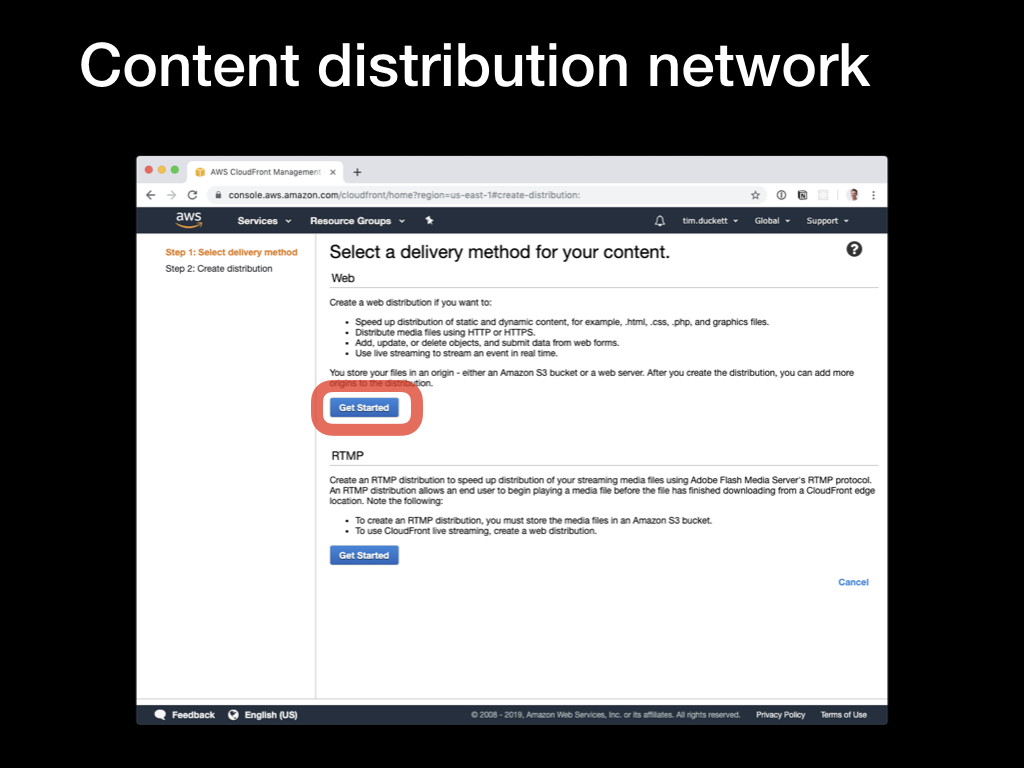 Content distribution network
AWS CloudFront Management
console.aws.amazon.com/cloudfront/home?region=us-east-1#create-distribution:
aws Services Resource Groups tim.duckett Global Support
Step 1: Select delivery method
Step 2: Create distribution
Select a delivery method for your content.
Web
Create a web distribution if you want to:
• Speed up distribution of static and dynamic content, for example, .html, .css, .php, and graphics files.
• Distribute media files using HTTP or HTTPS.
• Add, update, or delete objects, and submit data from web forms.
• Use live streaming to stream an event in real time.
You store your files in an origin - either an Amazon S3 bucket or a web server. After you create the distribution, you can add more
origins to the distribution.
Get Started
RTMP
Create an RTMP distribution to speed up distribution of your streaming media files using Adobe Flash Media Server's RTMP protocol.
An RTMP distribution allows an end user to begin playing a media file before the file has finished downloading from a CloudFront edge
location. Note the following:
• To create an RTMP distribution, you must store the media files in an Amazon S3 bucket.
• To use CloudFront live streaming, create a web distribution.
Get Started
Cancel
Feedback English (US) © 2008 - 2019, Amazon Web Services, Inc. or its affiliates. All rights reserved. Privacy Policy Terms of Use